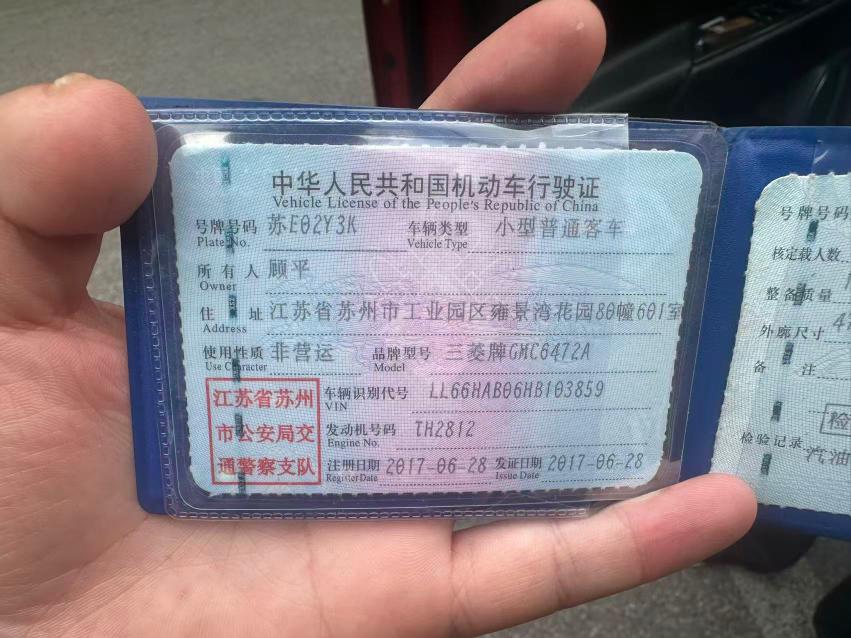 中华人民共和国机动车行驶证
Vehicle License of the People's Republic of China
号牌号码 苏E02Y3K 车辆类型 小型普通客车
Plate No. Vehicle Type
所有人 顾平
Owner
住址 江苏省苏州市工业园区雍景湾花园80幢601室
Address
使用性质 非营运 品牌型号 三菱牌GMC6472A
Use Character Model
江苏省苏州
市公安局交
通警察支队
车辆识别代号 LL66HAB06HB103859
VIN
发动机号码 TH2812
Engine No.
注册日期 2017-06-28 发证日期 2017-06-28
Register Date Issue Date
号牌号码
核定载人数
整备质量
外廓尺寸 47
备注
检
检验记录 汽油